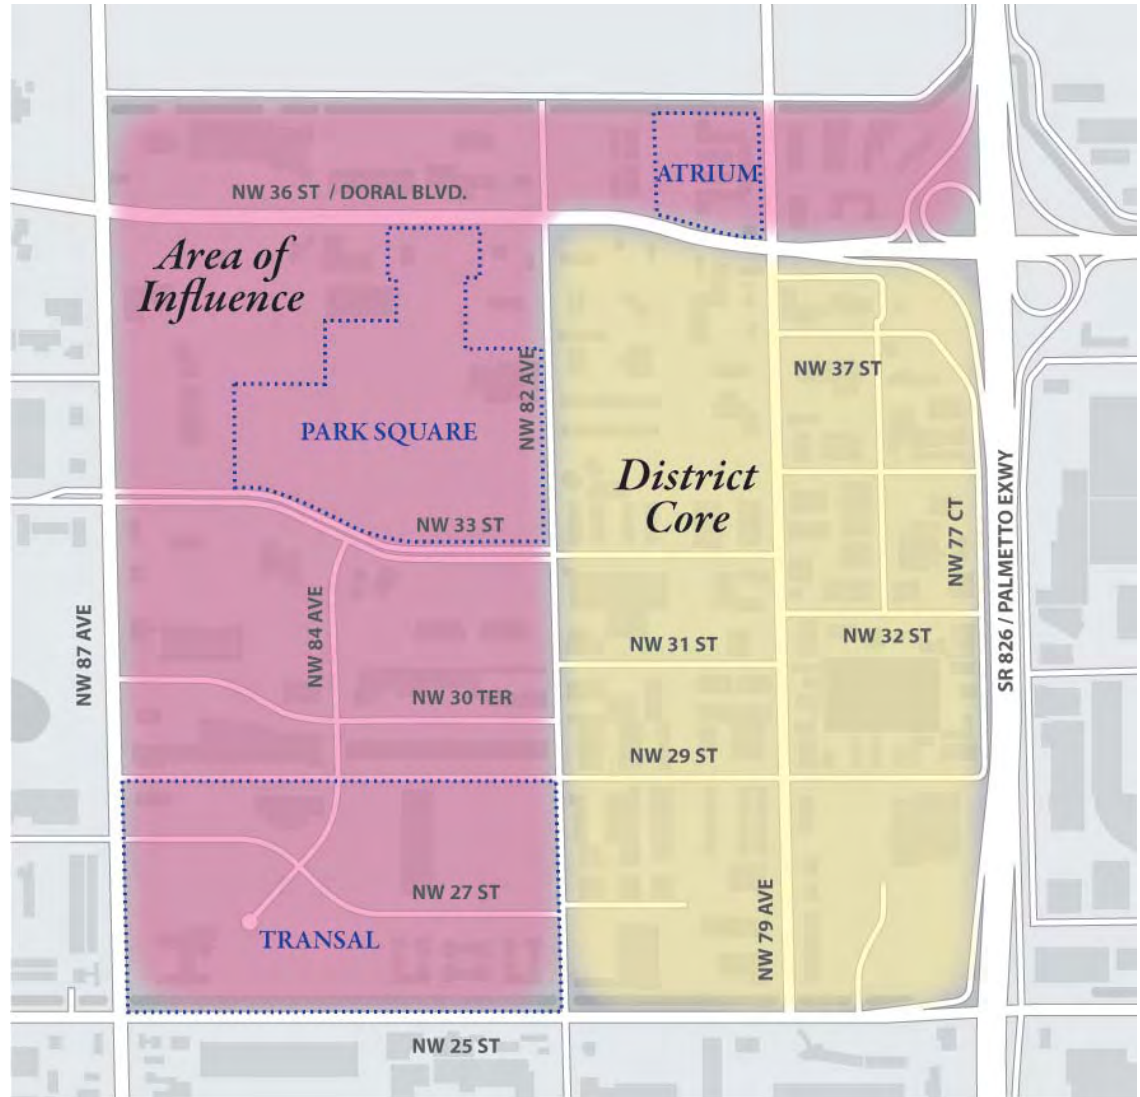 ATRIUM
NW 36 ST / DORAL BLVD.
Area of
Influence
NW 37 ST
NW 82 AVE
PARK SQUARE
District
Core
NW 33 ST
NW 77 CT
SR 826 / PALMETTO EXWY
NW 87 AVE
NW 84 AVE
NW 31 ST
NW 32 ST
NW 30 TER
NW 29 ST
NW 27 ST
NW 79 AVE
TRANSAL
NW 25 ST